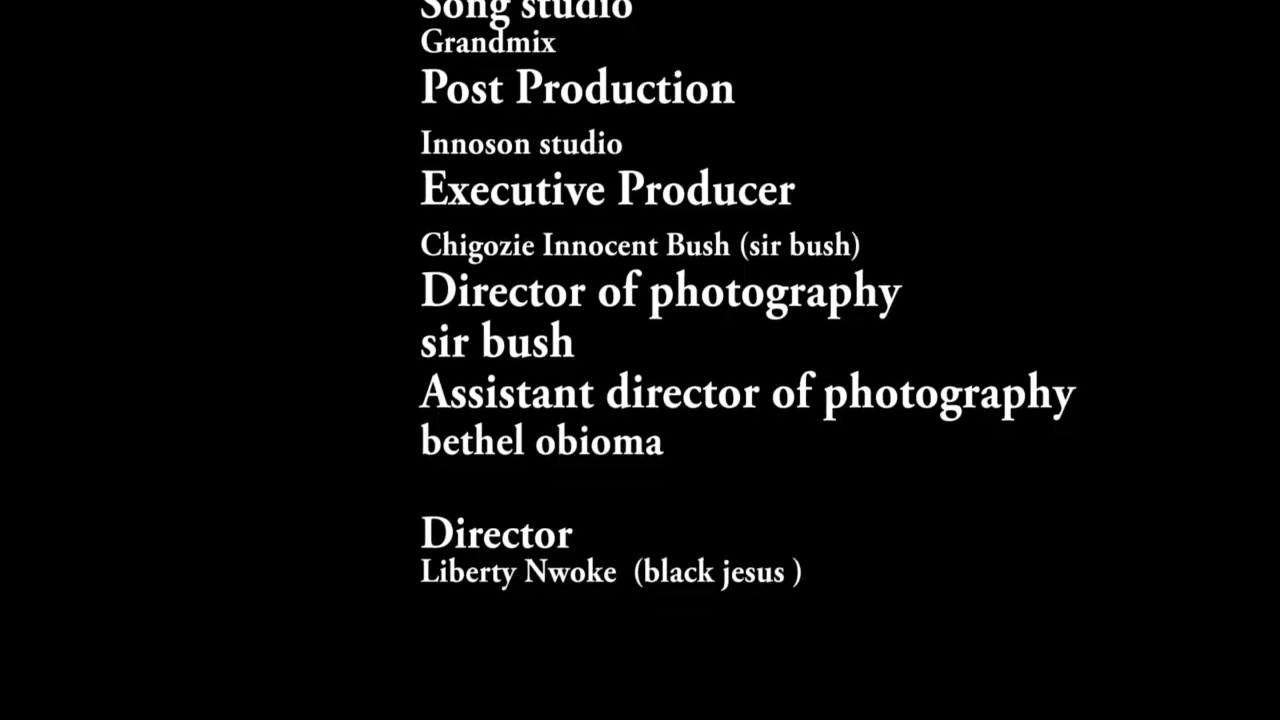 Song studio
Grandmix
Post Production
Innoson studio
Executive Producer
Chigozie Innocent Bush (sir bush)
Director of photography
sir bush
Assistant director of photography
bethel obioma
Director
Liberty Nwoke  (black jesus )